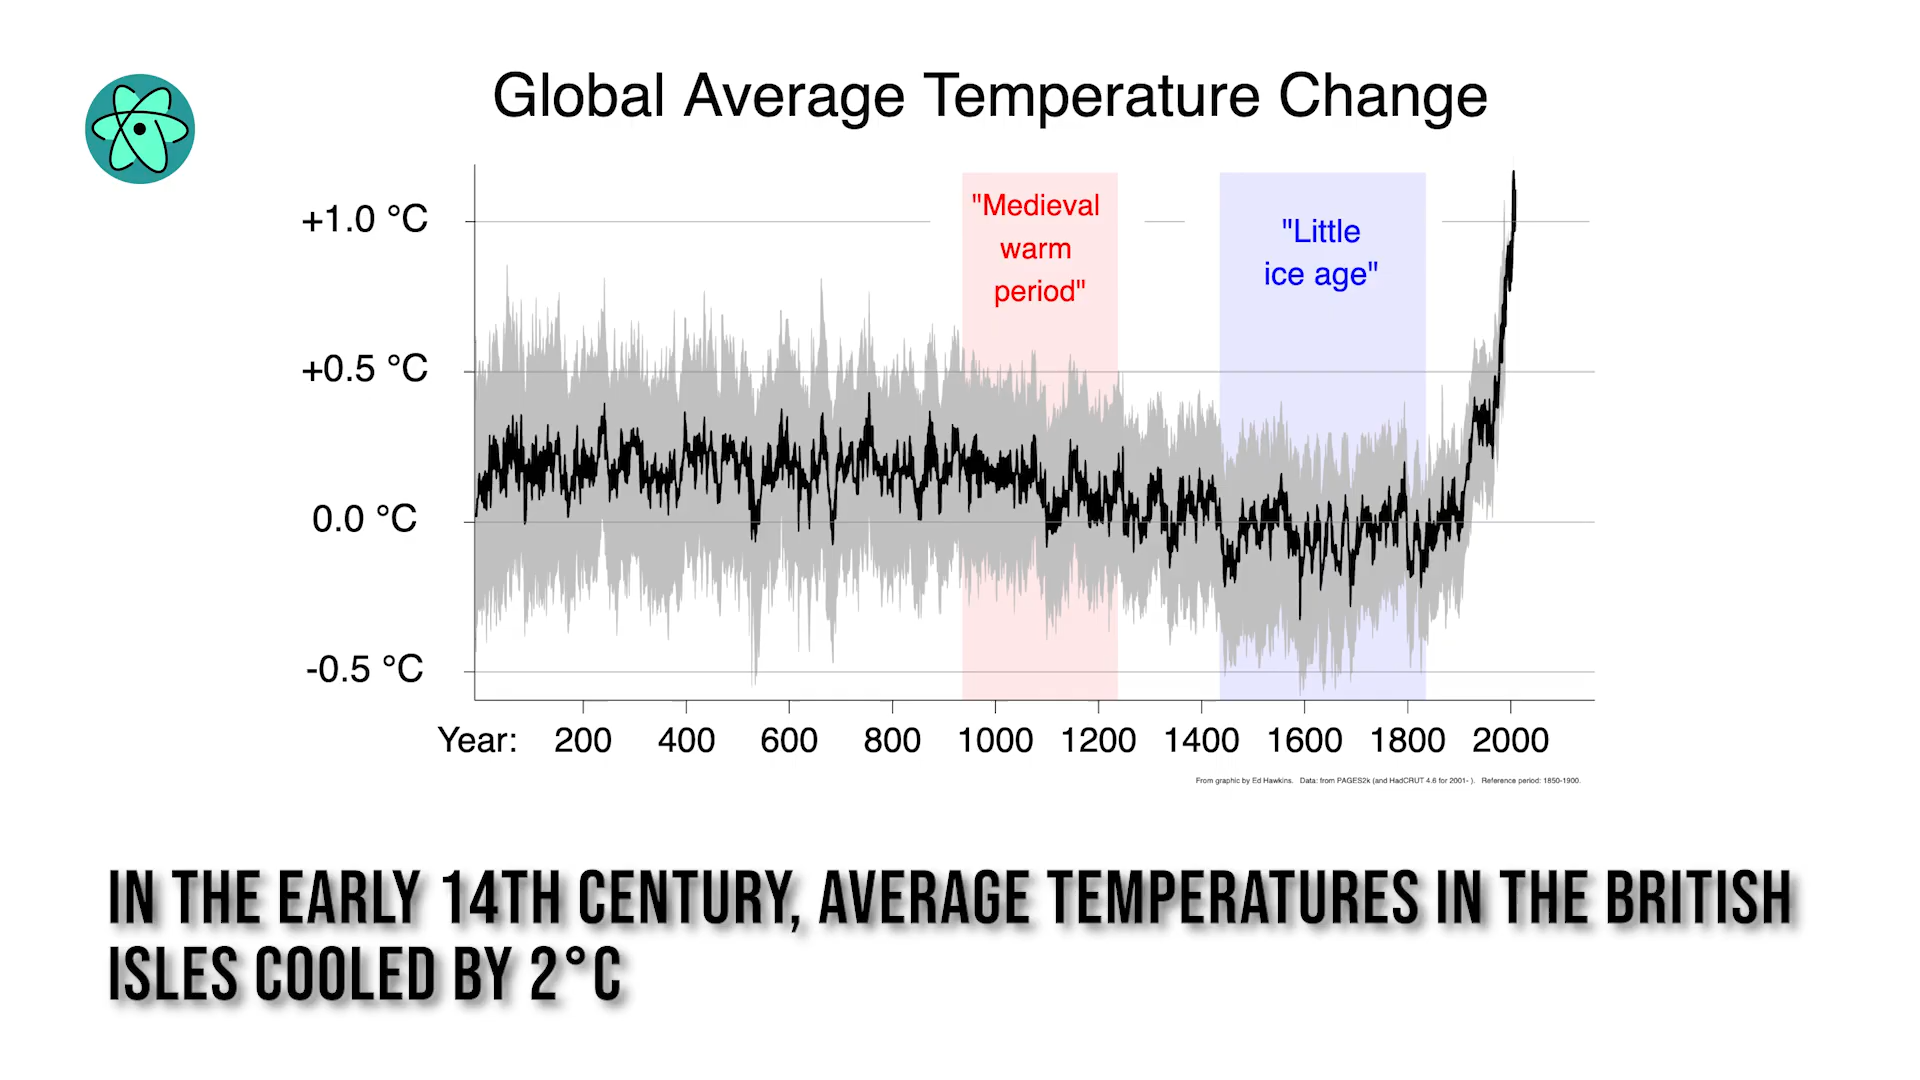 Global Average Temperature Change
"Medieval
warm
period"
"Little
ice age"
+1.0 °C
+0.5 °C
0.0 °C
-0.5 °C
Year: 200 400 600 800 1000 1200 1400 1600 1800 2000
From graphic by Ed Hawkins. Data: from PAGES2k (and HadCRUT 4.6 for 2001- ). Reference period: 1850-1900.
IN THE EARLY 14TH CENTURY, AVERAGE TEMPERATURES IN THE BRITISH
ISLES COOLED BY 2°C